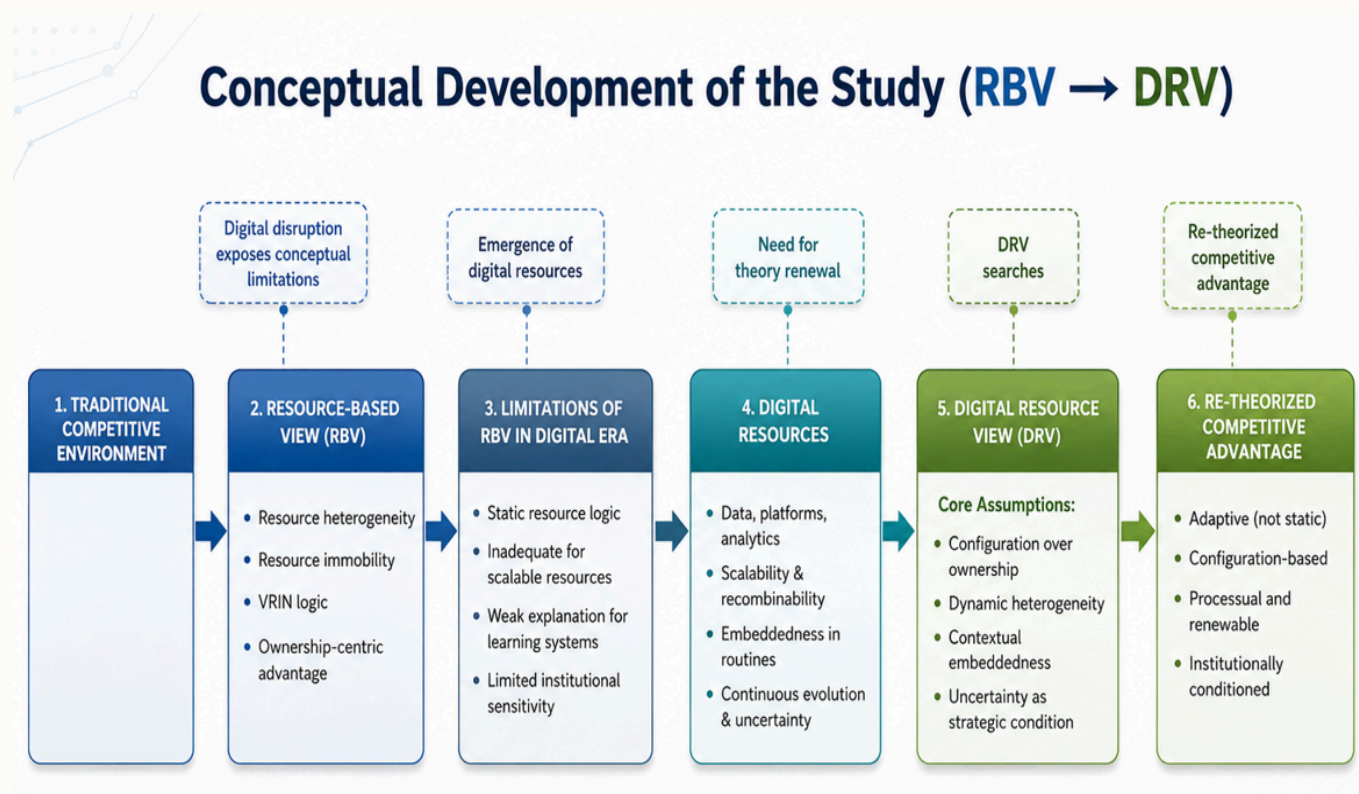 Conceptual Development of the Study (RBV → DRV)
Digital disruption
exposes conceptual
limitations
Emergence of
digital resources
Need for
theory renewal
DRV
searches
Re-theorized
competitive
advantage
1. TRADITIONAL
COMPETITIVE
ENVIRONMENT
2. RESOURCE-BASED
VIEW (RBV)
• Resource heterogeneity
• Resource immobility
• VRIN logic
• Ownership-centric
advantage
3. LIMITATIONS OF
RBV IN DIGITAL ERA
• Static resource logic
• Inadequate for
scalable resources
• Weak explanation for
learning systems
• Limited institutional
sensitivity
4. DIGITAL
RESOURCES
• Data, platforms,
analytics
• Scalability &
recombinability
• Embeddedness in
routines
• Continuous evolution
& uncertainty
5. DIGITAL RESOURCE
VIEW (DRV)
Core Assumptions:
• Configuration over
ownership
• Dynamic heterogeneity
• Contextual
embeddedness
• Uncertainty as
strategic condition
6. RE-THEORIZED
COMPETITIVE
ADVANTAGE
• Adaptive (not static)
• Configuration-based
• Processual and
renewable
• Institutionally
conditioned